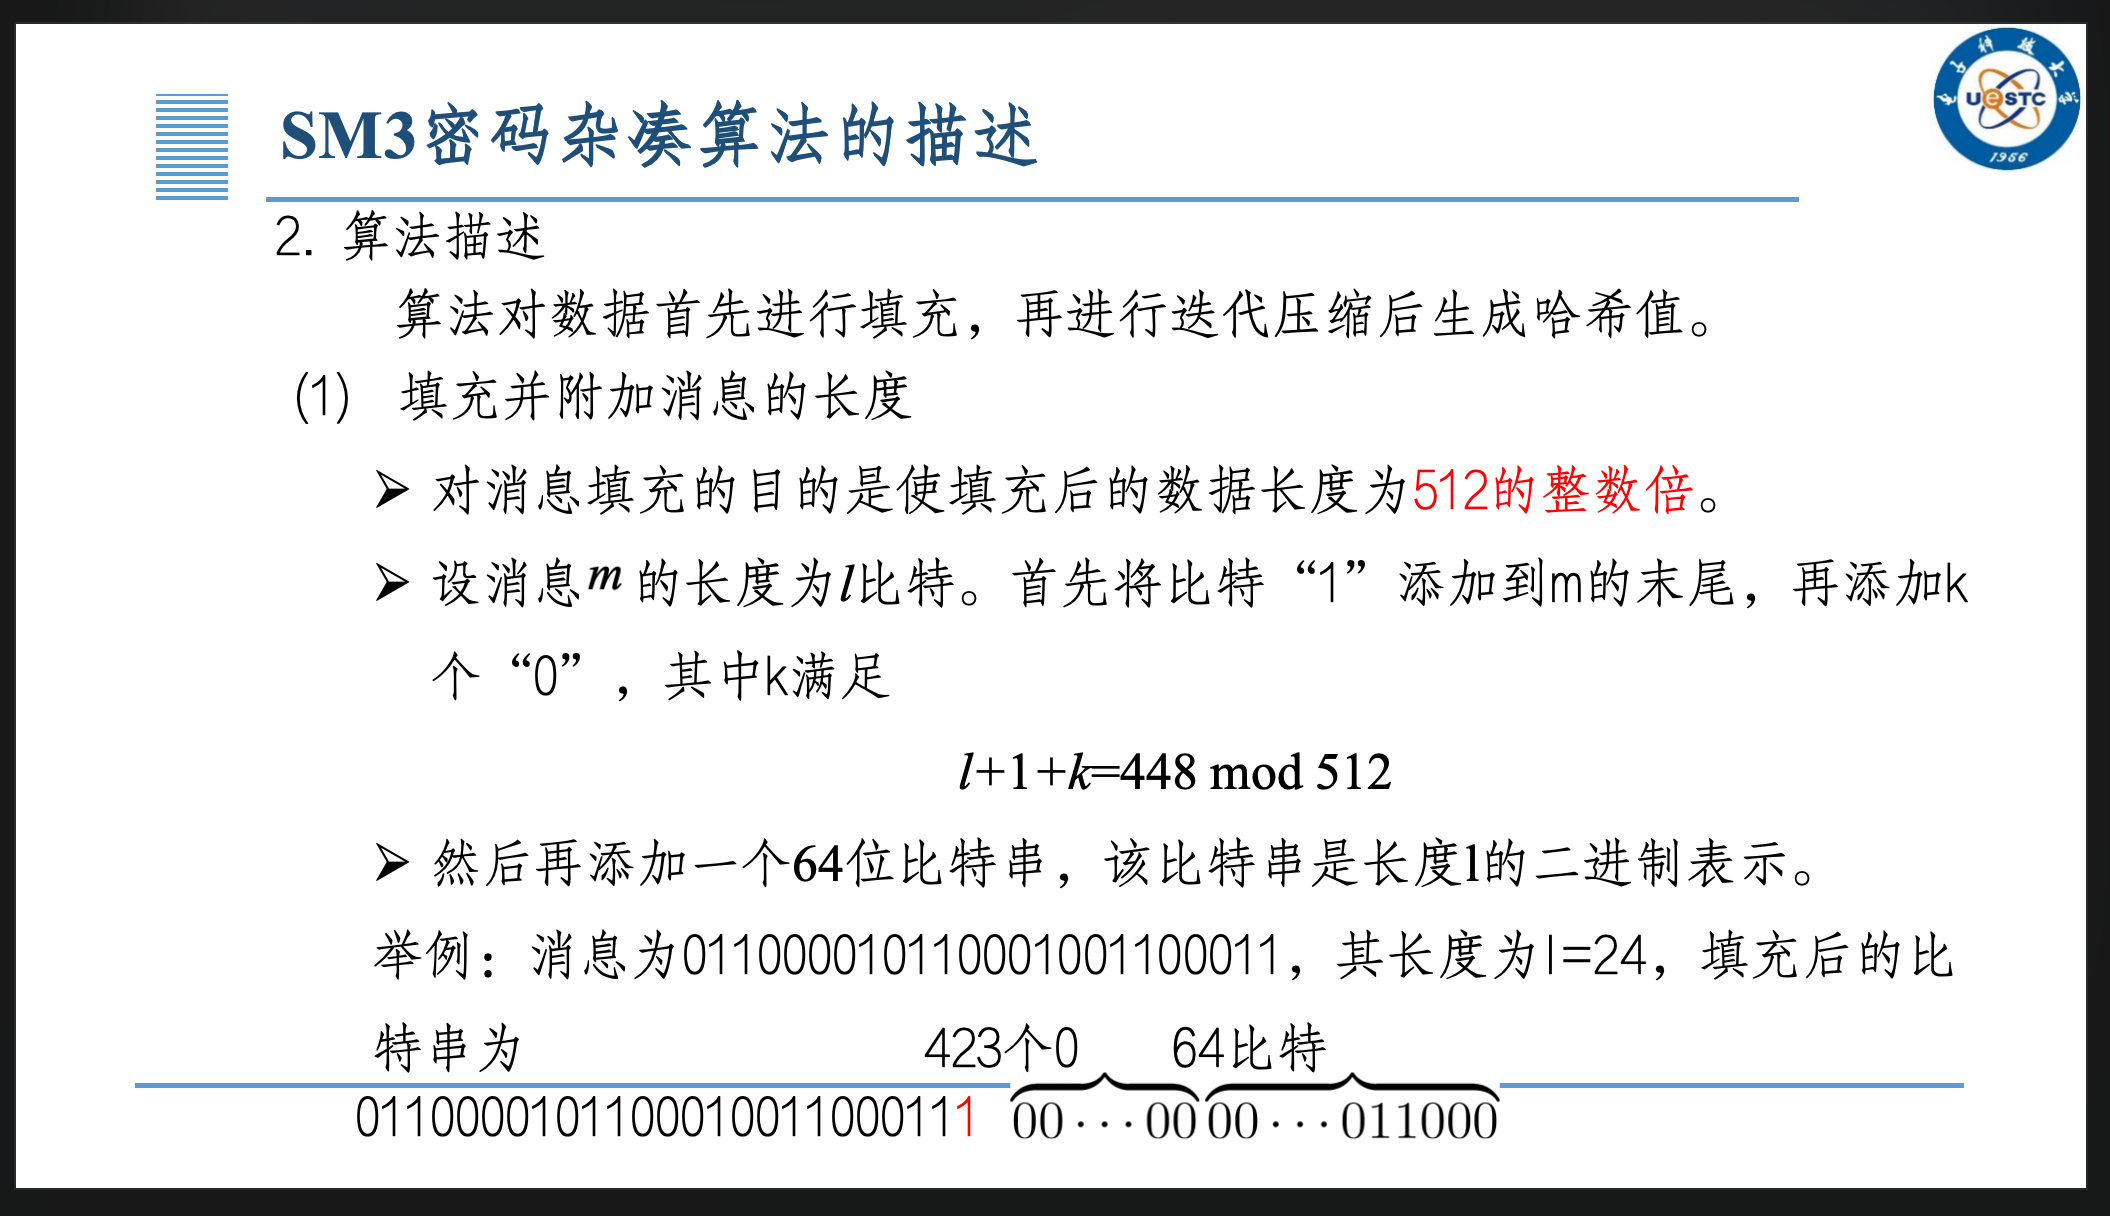 SM3密码杂凑算法的描述
UeSTC
1956
2. 算法描述
算法对数据首先进行填充，再进行迭代压缩后生成哈希值。
(1) 填充并附加消息的长度
➢ 对消息填充的目的是使填充后的数据长度为512的整数倍。
➢ 设消息m的长度为l比特。首先将比特“1”添加到m的末尾，再添加k
个“0”，其中k满足
l+1+k=448 mod 512
➢ 然后再添加一个64位比特串，该比特串是长度l的二进制表示。
举例：消息为011000010110001001100011，其长度为l=24，填充后的比
特串为 423个0 64比特
0110000101100010011000111 00···00 00···011000